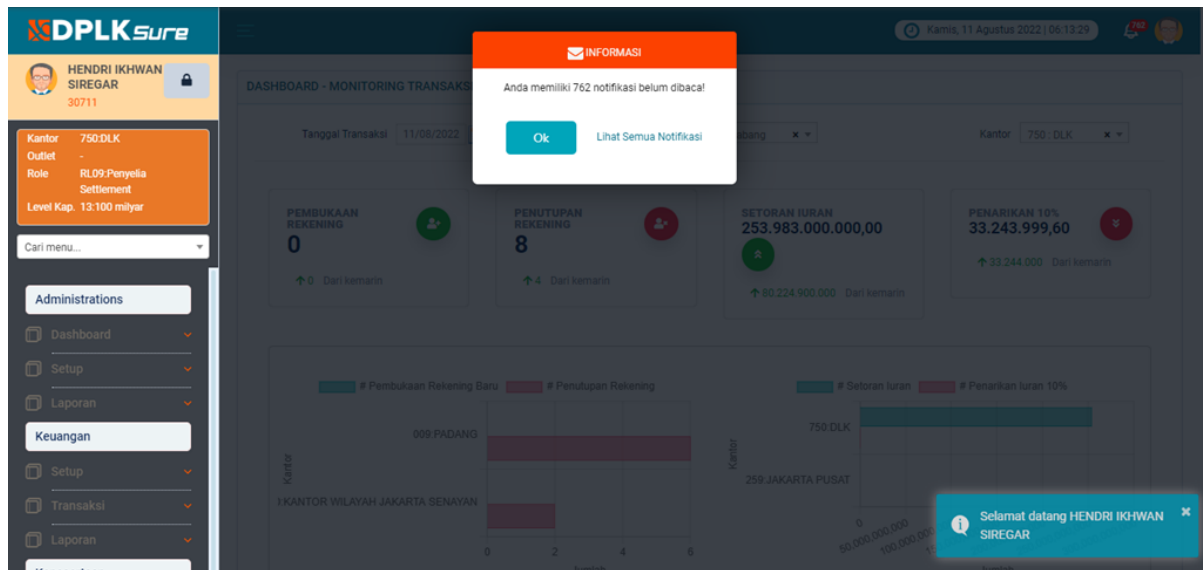 DPLKsure
HENDRI IKHWAN
SIREGAR
30711
Kantor 750:DLK
Outlet -
Role RL09:Penyelia
Settlement
Level Kap. 13:100 milyar
Cari menu...
Administrations
Dashboard
Setup
Laporan
Keuangan
Setup
Transaksi
Laporan
Kamis, 11 Agustus 2022 | 06:13:29
762
INFORMASI
Anda memiliki 762 notifikasi belum dibaca!
Ok Lihat Semua Notifikasi
DASHBOARD - MONITORING TRANSAKS
Tanggal Transaksi 11/08/2022
abang × Kantor 750 : DLK ×
PEMBUKAAN
REKENING
0
0 Dari kemarin
PENUTUPAN
REKENING
8
4 Dari kemarin
SETORAN IURAN
253.983.000.000,00
80.224.900.000 Dari kemarin
PENARIKAN 10%
33.243.999,60
33.244.000 Dari kemarin
# Pembukaan Rekening Baru # Penutupan Rekening
Kantor
009:PADANG
1:KANTOR WILAYAH JAKARTA SENAYAN
0 2 4 6
# Setoran Iuran # Penarikan Iuran 10%
Kantor
750:DLK
259:JAKARTA PUSAT
0
50.000.000.000
Selamat datang HENDRI IKHWAN ×
SIREGAR